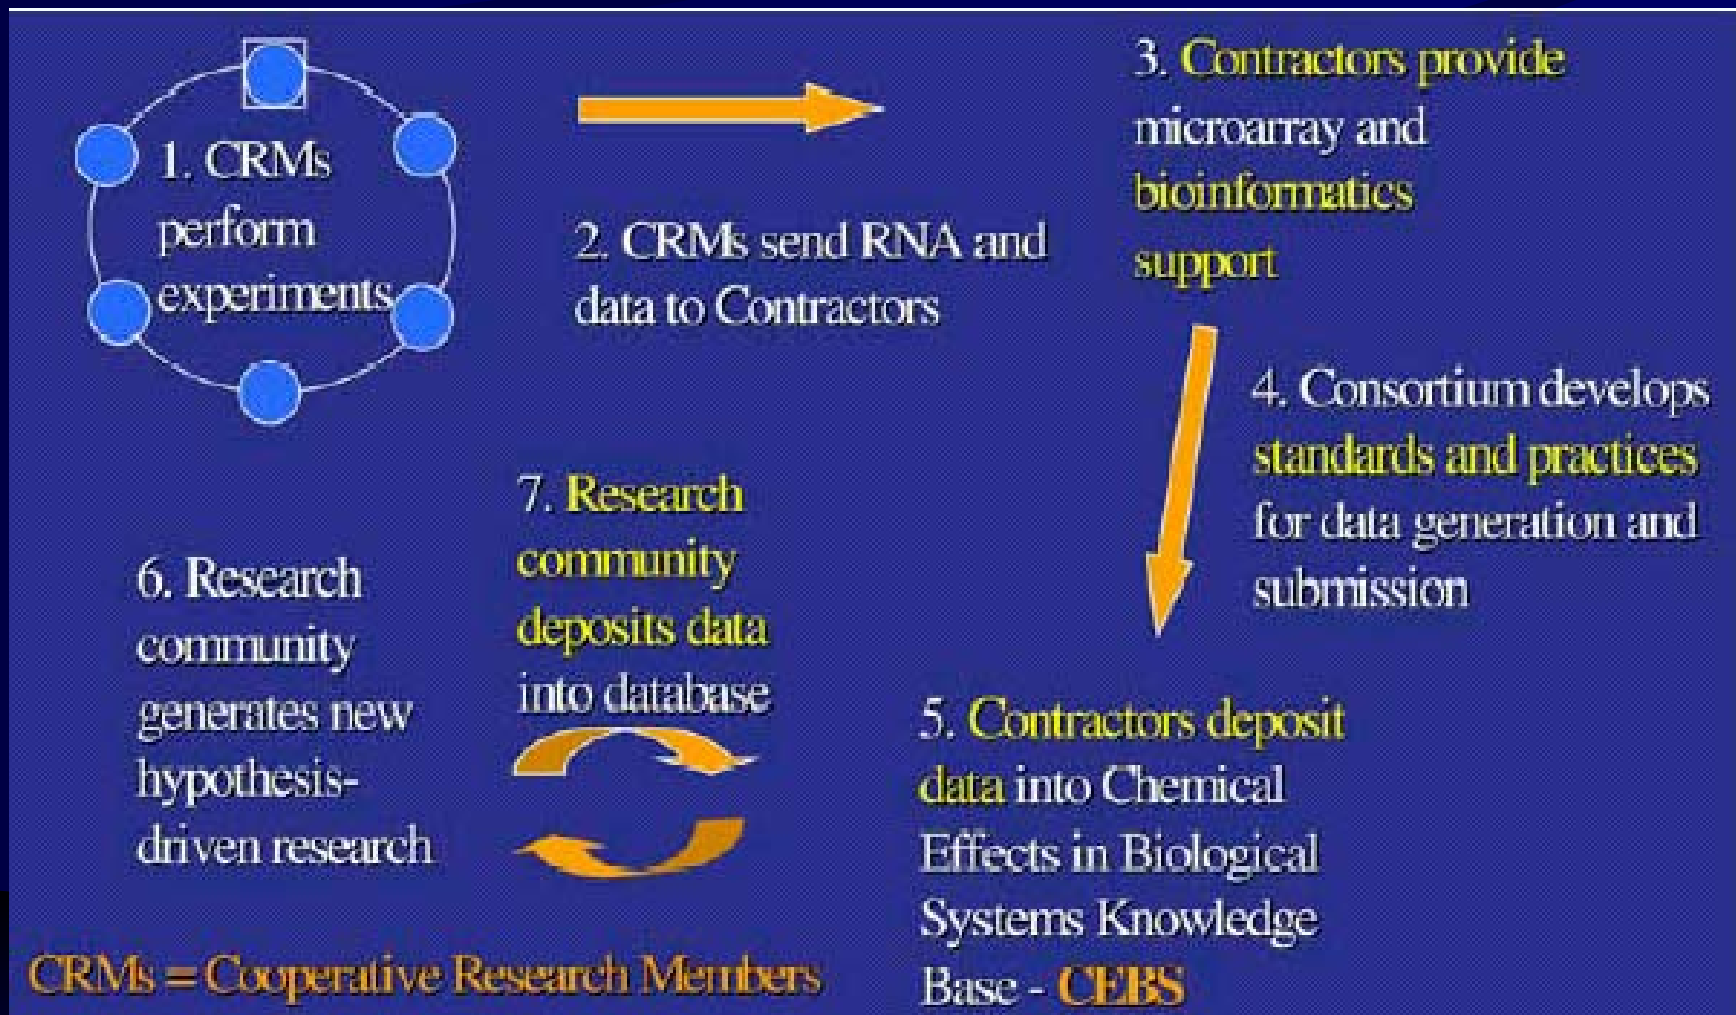 1. CRMs
perform
experiments
2. CRMs send RNA and
data to Contractors
3. Contractors provide
microarray and
bioinformatics
support
4. Consortium develops
standards and practices
for data generation and
submission
5. Contractors deposit
data into Chemical
Effects in Biological
Systems Knowledge
Base - CEBS
6. Research
community
generates new
hypothesis-
driven research
7. Research
community
deposits data
into database
CRMs = Cooperative Research Members